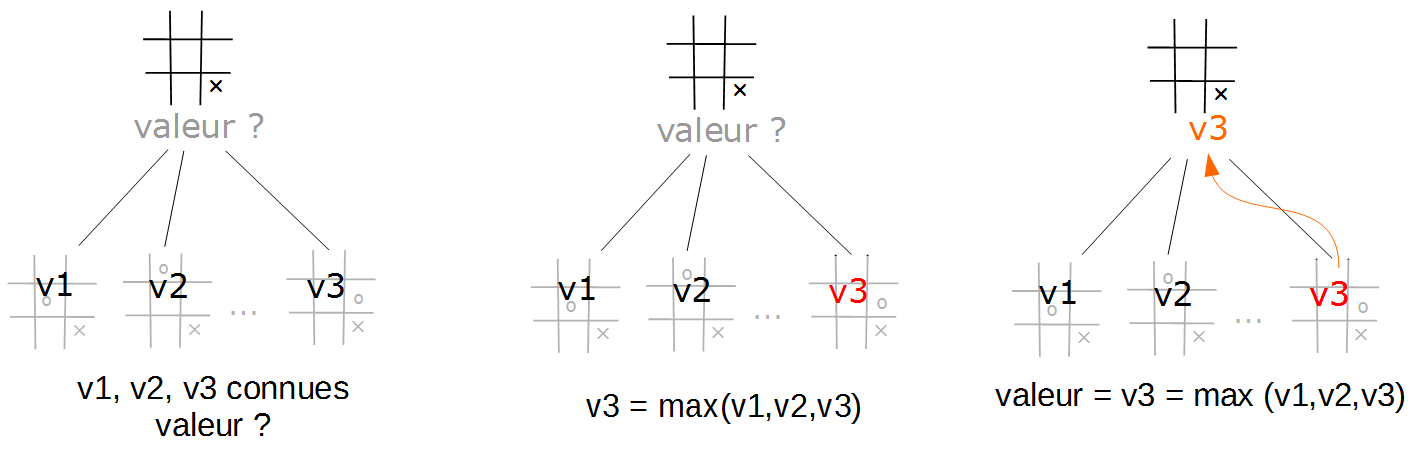 ×
valeur ?
v1
o
×
o
v2
×
...
v3
o
×
v1, v2, v3 connues
valeur ?
×
valeur ?
v1
o
×
o
v2
×
...
v3
o
×
v3 = max(v1,v2,v3)
×
v3
v1
o
×
o
v2
×
...
v3
o
×
valeur = v3 = max (v1,v2,v3)